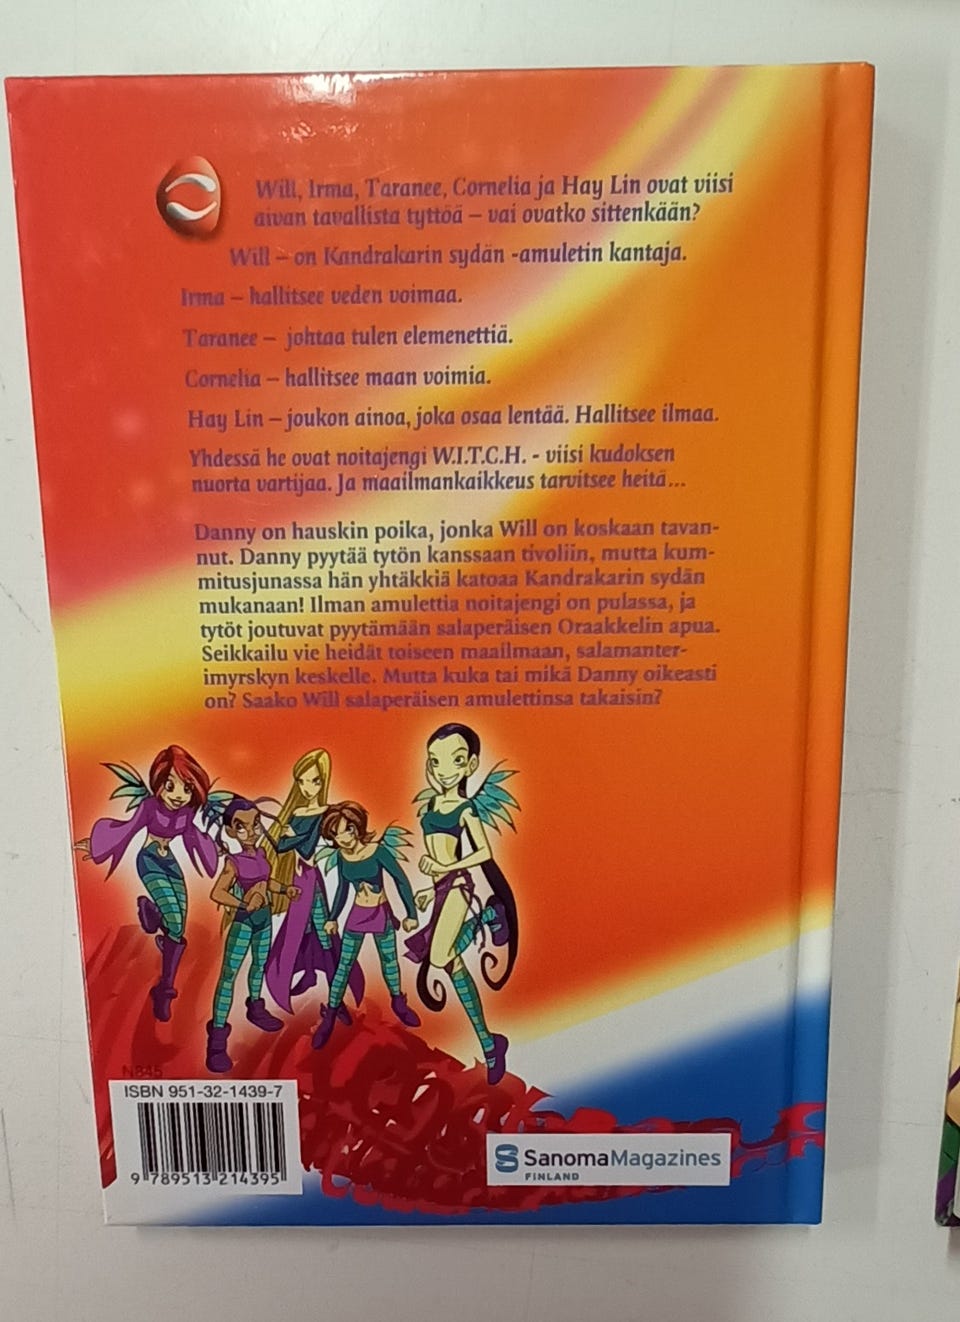 Will, Irma, Taranee, Cornelia ja Hay Lin ovat viisi
aivan tavallista tyttöä – vai ovatko sittenkään?
Will – on Kandrakarin sydän -amuletin kantaja.
Irma – hallitsee veden voimaa.
Taranee – johtaa tulen elemenettiä.
Cornelia – hallitsee maan voimia.
Hay Lin – joukon ainoa, joka osaa lentää. Hallitsee ilmaa.
Yhdessä he ovat noitajengi W.I.T.C.H. - viisi kudoksen
nuorta vartijaa. Ja maailmankaikkeus tarvitsee heitä...
Danny on hauskin poika, jonka Will on koskaan tavan-
nut. Danny pyytää tytön kanssaan tivoliin, mutta kum-
mitusjunassa hän yhtäkkiä katoaa Kandrakarin sydän
mukanaan! Ilman amulettia noitajengi on pulassa, ja
tytöt joutuvat pyytämään salaperäisen Oraakkelin apua.
Seikkailu vie heidät toiseen maailmaan, salamanter-
imyrskyn keskelle. Mutta kuka tai mikä Danny oikeasti
on? Saako Will salaperäisen amulettinsa takaisin?
N845
ISBN 951-32-1439-7
9 789513 214395
SanomaMagazines
FINLAND